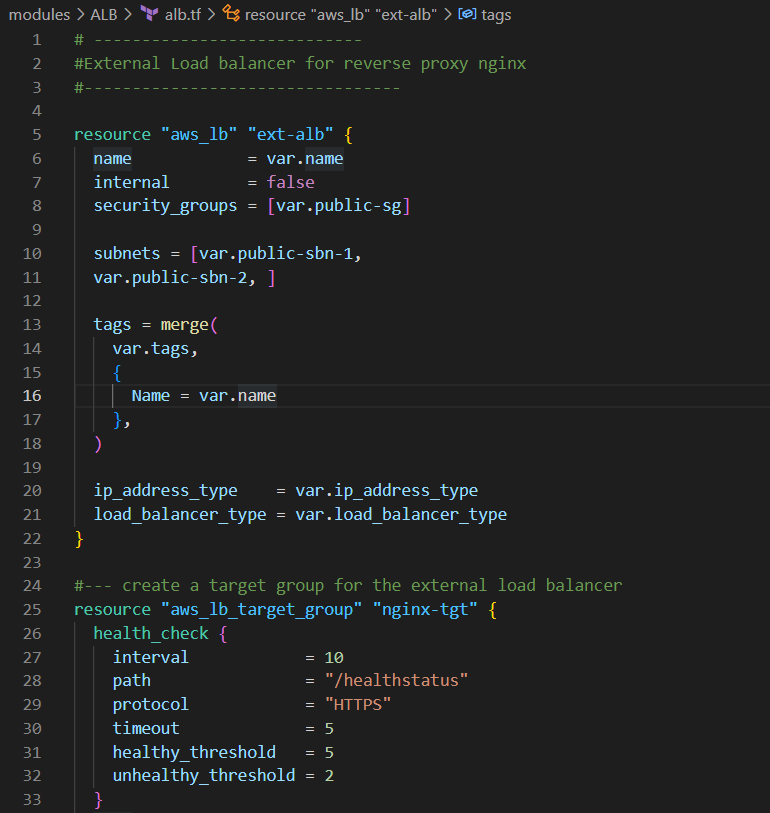 modules > ALB > alb.tf > resource "aws_lb" "ext-alb" > tags
1 # ----------------------------
2 #External Load balancer for reverse proxy nginx
3 #---------------------------------
4
5 resource "aws_lb" "ext-alb" {
6   name            = var.name
7   internal        = false
8   security_groups = [var.public-sg]
9
10   subnets = [var.public-sbn-1,
11   var.public-sbn-2, ]
12
13   tags = merge(
14     var.tags,
15     {
16       Name = var.name
17     },
18   )
19
20   ip_address_type    = var.ip_address_type
21   load_balancer_type = var.load_balancer_type
22 }
23
24 #--- create a target group for the external load balancer
25 resource "aws_lb_target_group" "nginx-tgt" {
26   health_check {
27     interval            = 10
28     path                = "/healthstatus"
29     protocol            = "HTTPS"
30     timeout             = 5
31     healthy_threshold   = 5
32     unhealthy_threshold = 2
33   }